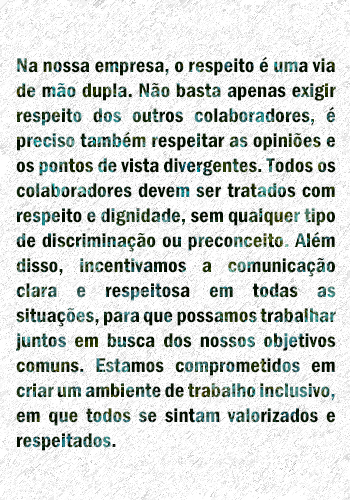 Na nossa empresa, o respeito é uma via
de mão dupla. Não basta apenas exigir
respeito dos outros colaboradores, é
preciso também respeitar as opiniões e
os pontos de vista divergentes. Todos os
colaboradores devem ser tratados com
respeito e dignidade, sem qualquer tipo
de discriminação ou preconceito. Além
disso, incentivamos a comunicação
clara e respeitosa em todas as
situações, para que possamos trabalhar
juntos em busca dos nossos objetivos
comuns. Estamos comprometidos em
criar um ambiente de trabalho inclusivo,
em que todos se sintam valorizados e
respeitados.